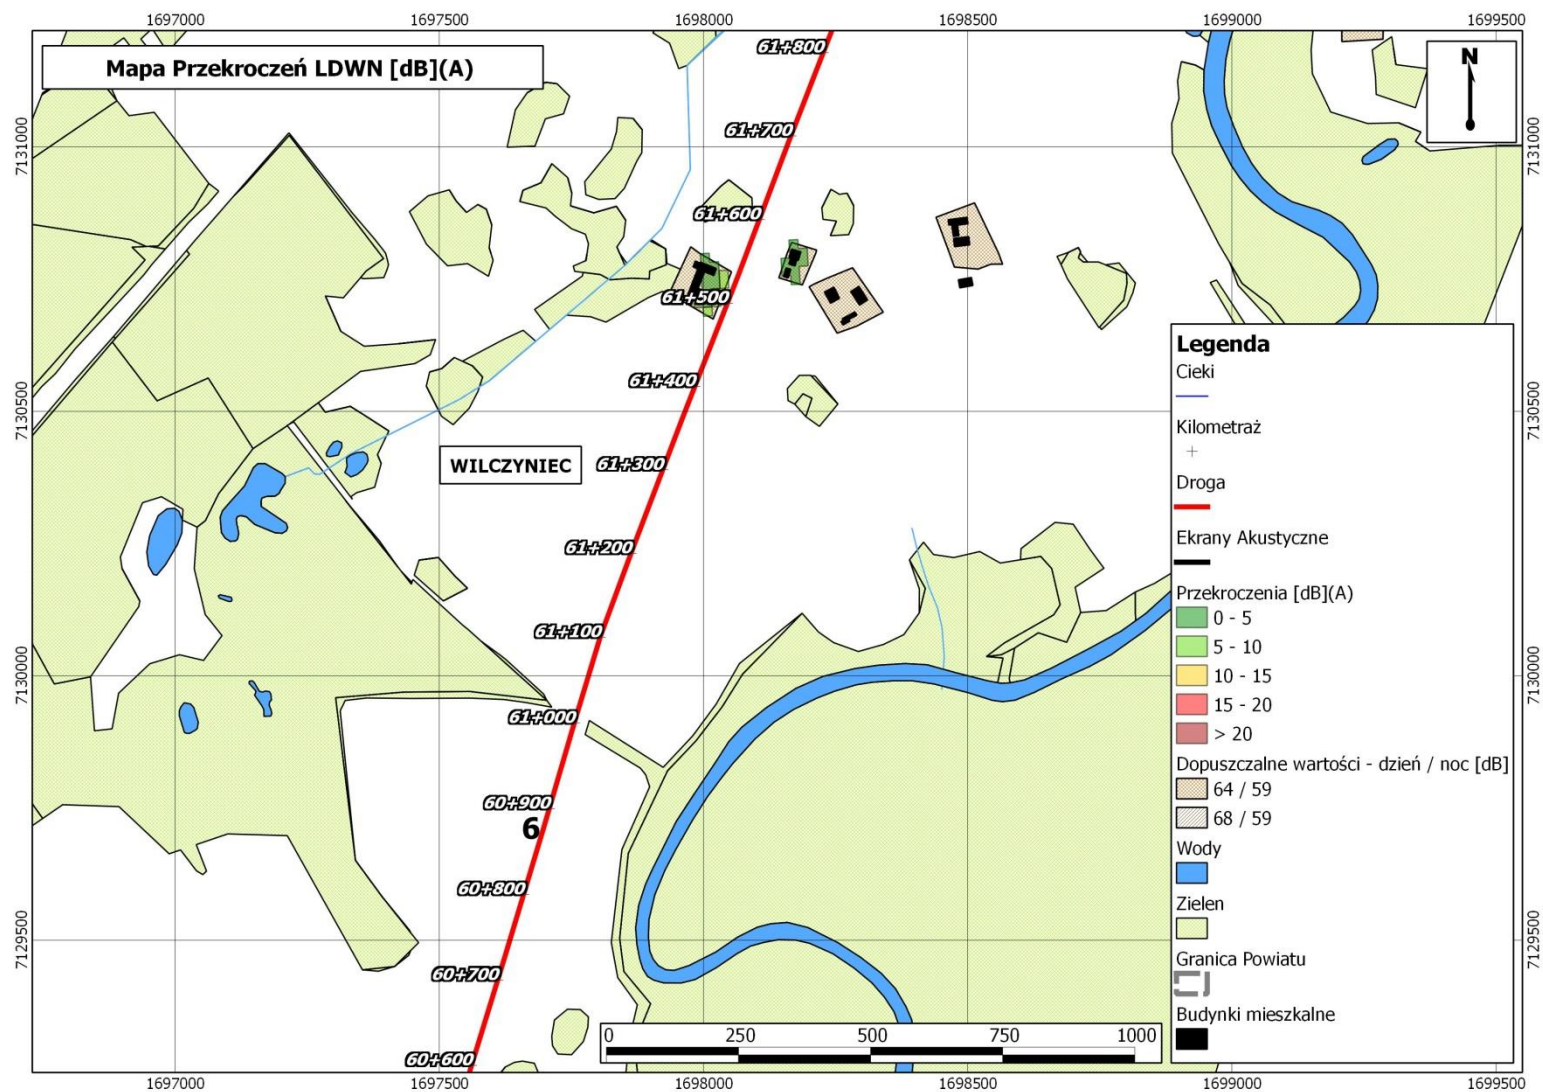 1697000 1697500 1698000 1698500 1699000 1699500
Mapa Przekroczeń LDWN [dB](A)
N
61+800
61+700
7131000 7131000
61+600
61+500
61+400
7130500 7130500
WILCZYNIEC
61+300
61+200
61+100
7130000 7130000
61+000
60+900
6
60+800
7129500 7129500
60+700
60+600
Legenda
Cieki
Kilometraż
Droga
Ekrany Akustyczne
Przekroczenia [dB](A)
0 - 5
5 - 10
10 - 15
15 - 20
> 20
Dopuszczalne wartości - dzień / noc [dB]
64 / 59
68 / 59
Wody
Zielen
Granica Powiatu
Budynki mieszkalne
0 250 500 750 1000
1697000 1697500 1698000 1698500 1699000 1699500